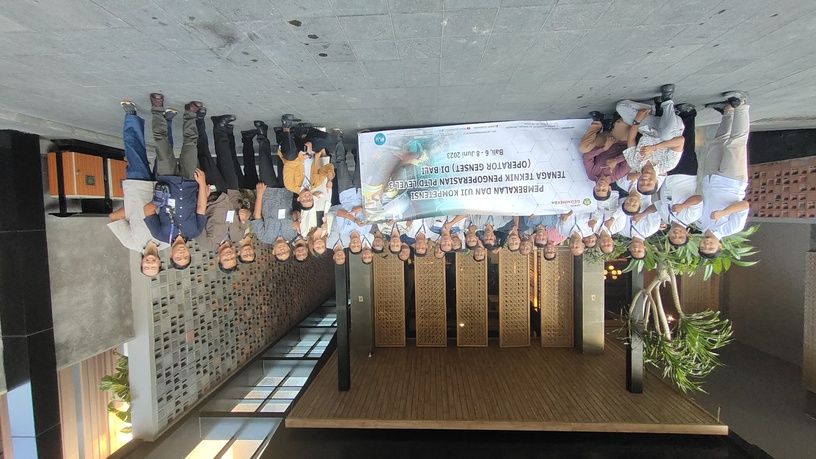 GEOMINERBA
PEMBEKALAN DAN UJI KOMPETENSI
TENAGA TEKNIK PENGOPERASIAN PLTD LEVEL 3
(OPERATOR GENSET) DI BALI
Bali, 6 - 8 Juni 2023